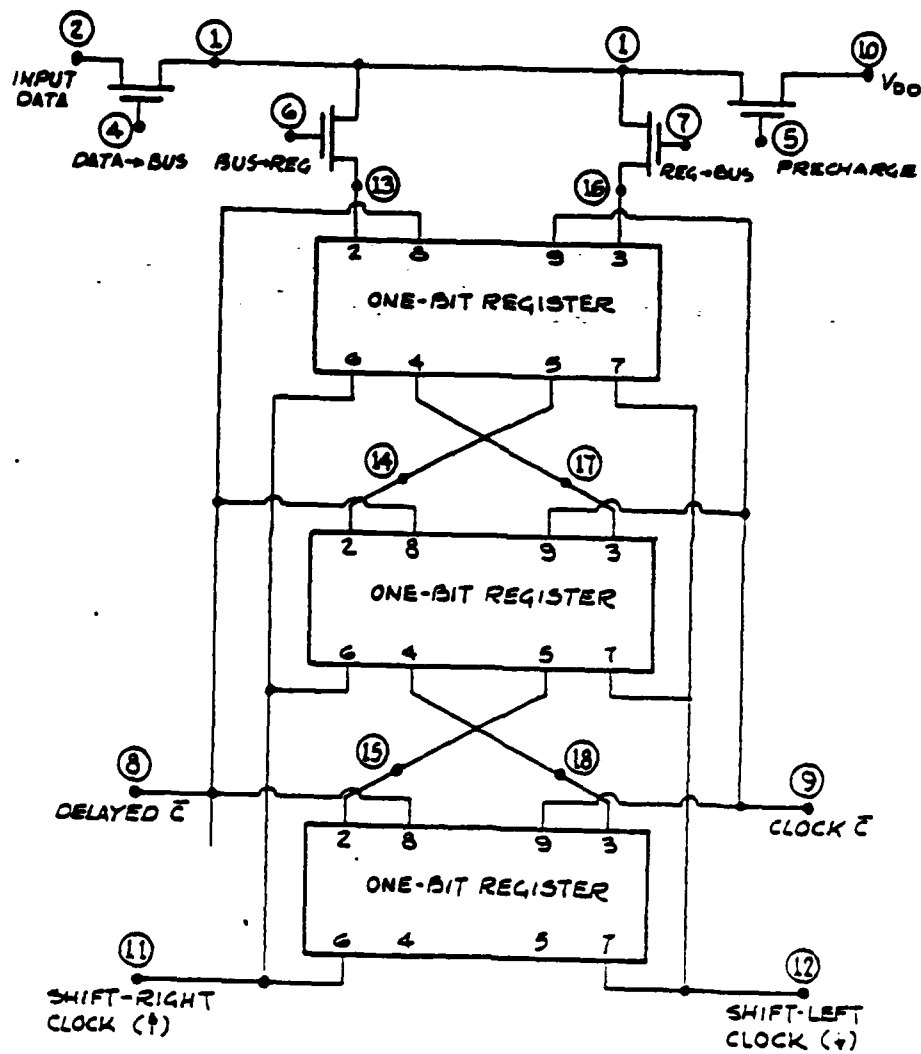 2 1 1 10
INPUT DATA
V_DD
6 7
4 5
DATA→BUS
BUS→REG
REG→BUS
PRECHARGE
13 16
2 8 9 3
ONE-BIT REGISTER
6 4 5 7
14 17
2 8 9 3
ONE-BIT REGISTER
6 4 5 7
15 18
8 9
DELAYED C̄
CLOCK C̄
2 8 9 3
ONE-BIT REGISTER
6 4 5 7
11 12
SHIFT-RIGHT
CLOCK (↑)
SHIFT-LEFT
CLOCK (↓)